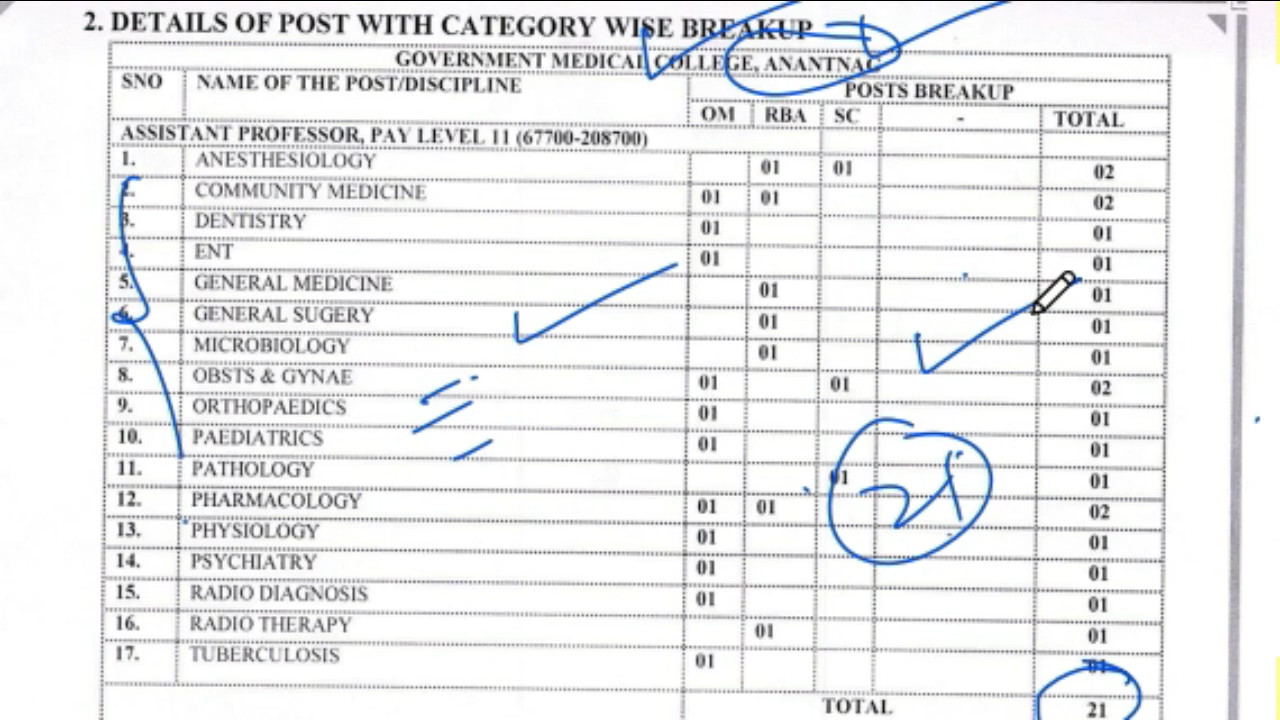 2. DETAILS OF POST WITH CATEGORY WISE BREAKUP
GOVERNMENT MEDICAL COLLEGE, ANANTNAG
SNO NAME OF THE POST/DISCIPLINE POSTS BREAKUP
OM RBA SC - TOTAL
ASSISTANT PROFESSOR, PAY LEVEL 11 (67700-208700)
1. ANESTHESIOLOGY 01 01 02
2. COMMUNITY MEDICINE 01 01 02
3. DENTISTRY 01 01
4. ENT 01 01
5. GENERAL MEDICINE 01 01
6. GENERAL SUGERY 01 01
7. MICROBIOLOGY 01 01
8. OBSTS & GYNAE 01 01 02
9. ORTHOPAEDICS 01 01
10. PAEDIATRICS 01 01
11. PATHOLOGY 01 01
12. PHARMACOLOGY 01 01 02
13. PHYSIOLOGY 01 01
14. PSYCHIATRY 01 01
15. RADIO DIAGNOSIS 01 01
16. RADIO THERAPY 01 01
17. TUBERCULOSIS 01 01
TOTAL 21
21